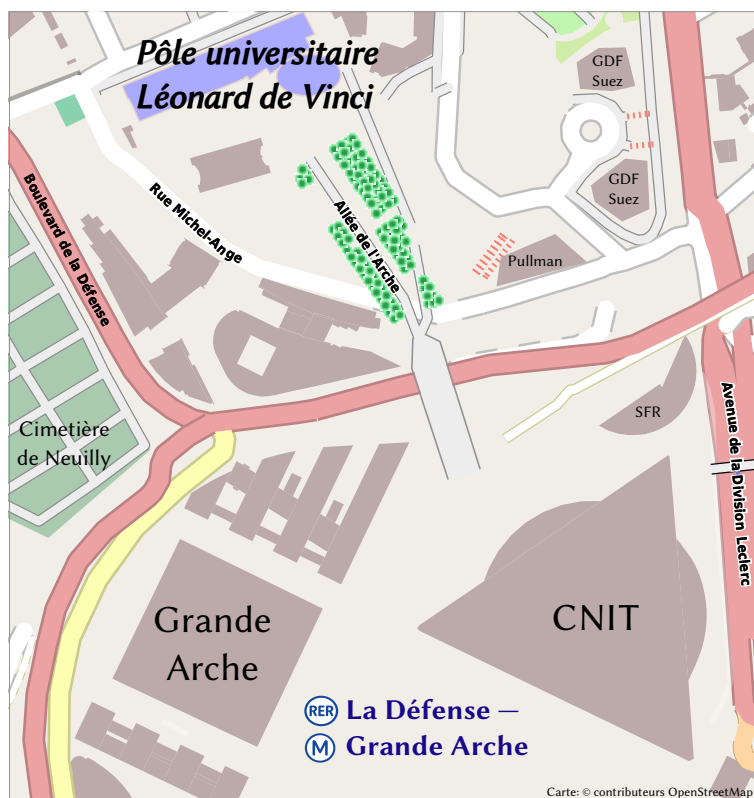 Pôle universitaire
Léonard de Vinci
GDF
Suez
GDF
Suez
Boulevard de la Défense
Rue Michel-Ange
Allée de l'Arche
Pullman
SFR
Cimetière
de Neuilly
Avenue de la Division Leclerc
Grande
Arche
CNIT
RER La Défense –
M Grande Arche
Carte: © contributeurs OpenStreetMap